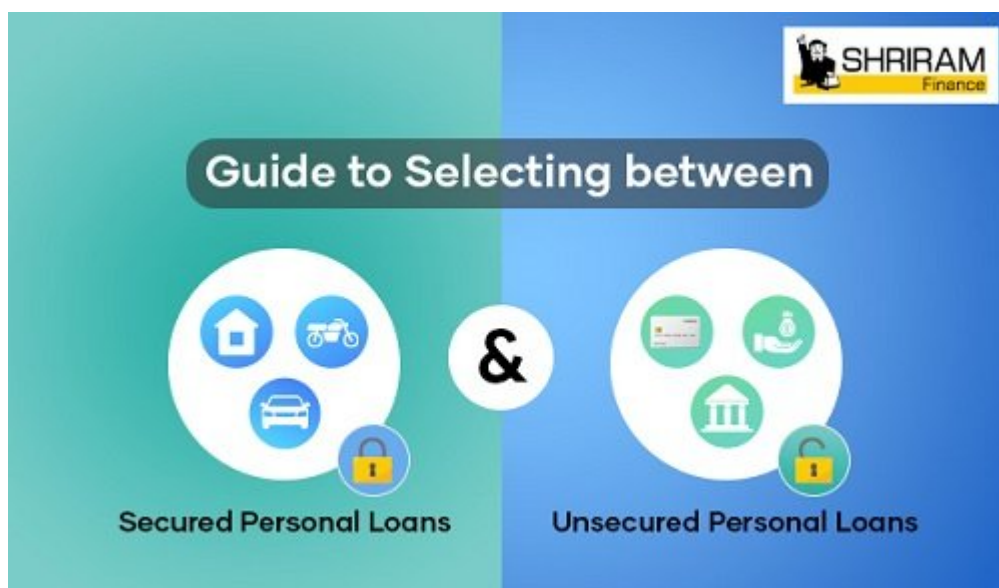 SHRIRAM
Finance
Guide to Selecting between
&
Secured Personal Loans
Unsecured Personal Loans